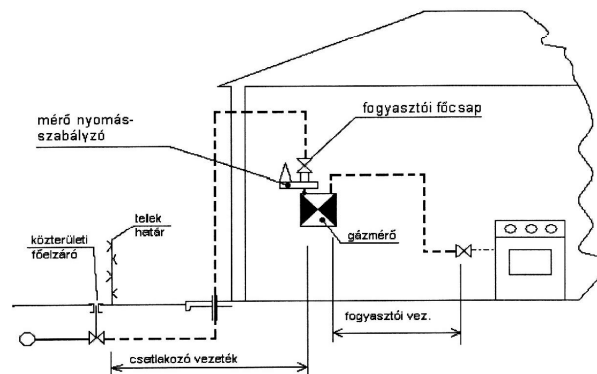 fogyasztói főcsap
mérő nyomás-
szabályzó
telek
határ
közterületi
főelzáró
gázmérő
fogyasztói vez.
csatlakozó vezeték